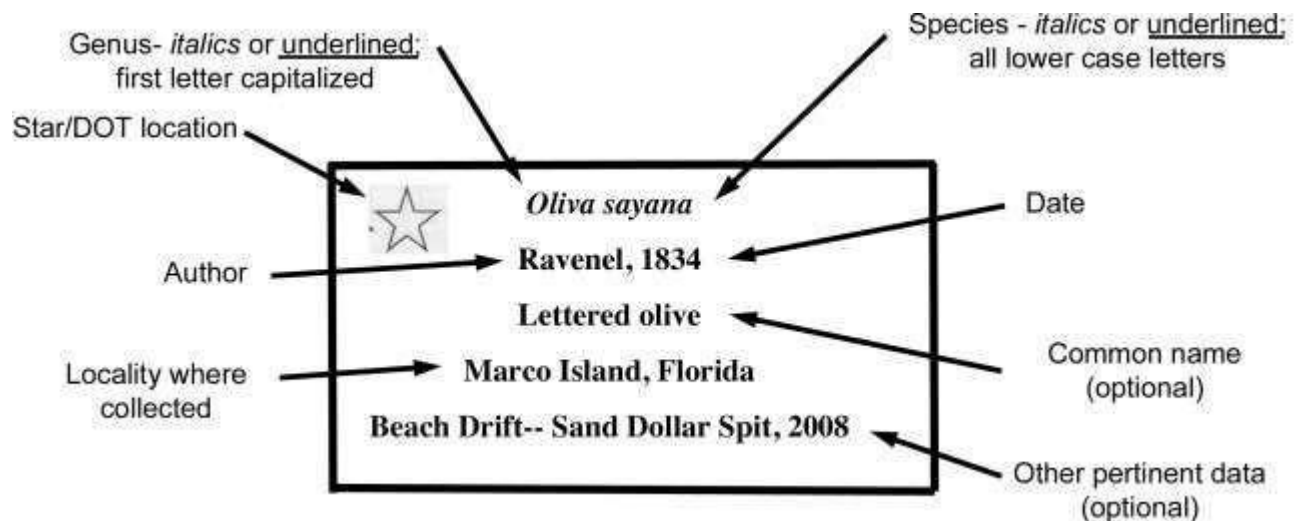 Genus- italics or underlined;
first letter capitalized
Species - italics or underlined;
all lower case letters
Star/DOT location
Oliva sayana
Date
Ravenel, 1834
Author
Lettered olive
Common name
(optional)
Locality where
collected
Marco Island, Florida
Beach Drift-- Sand Dollar Spit, 2008
Other pertinent data
(optional)